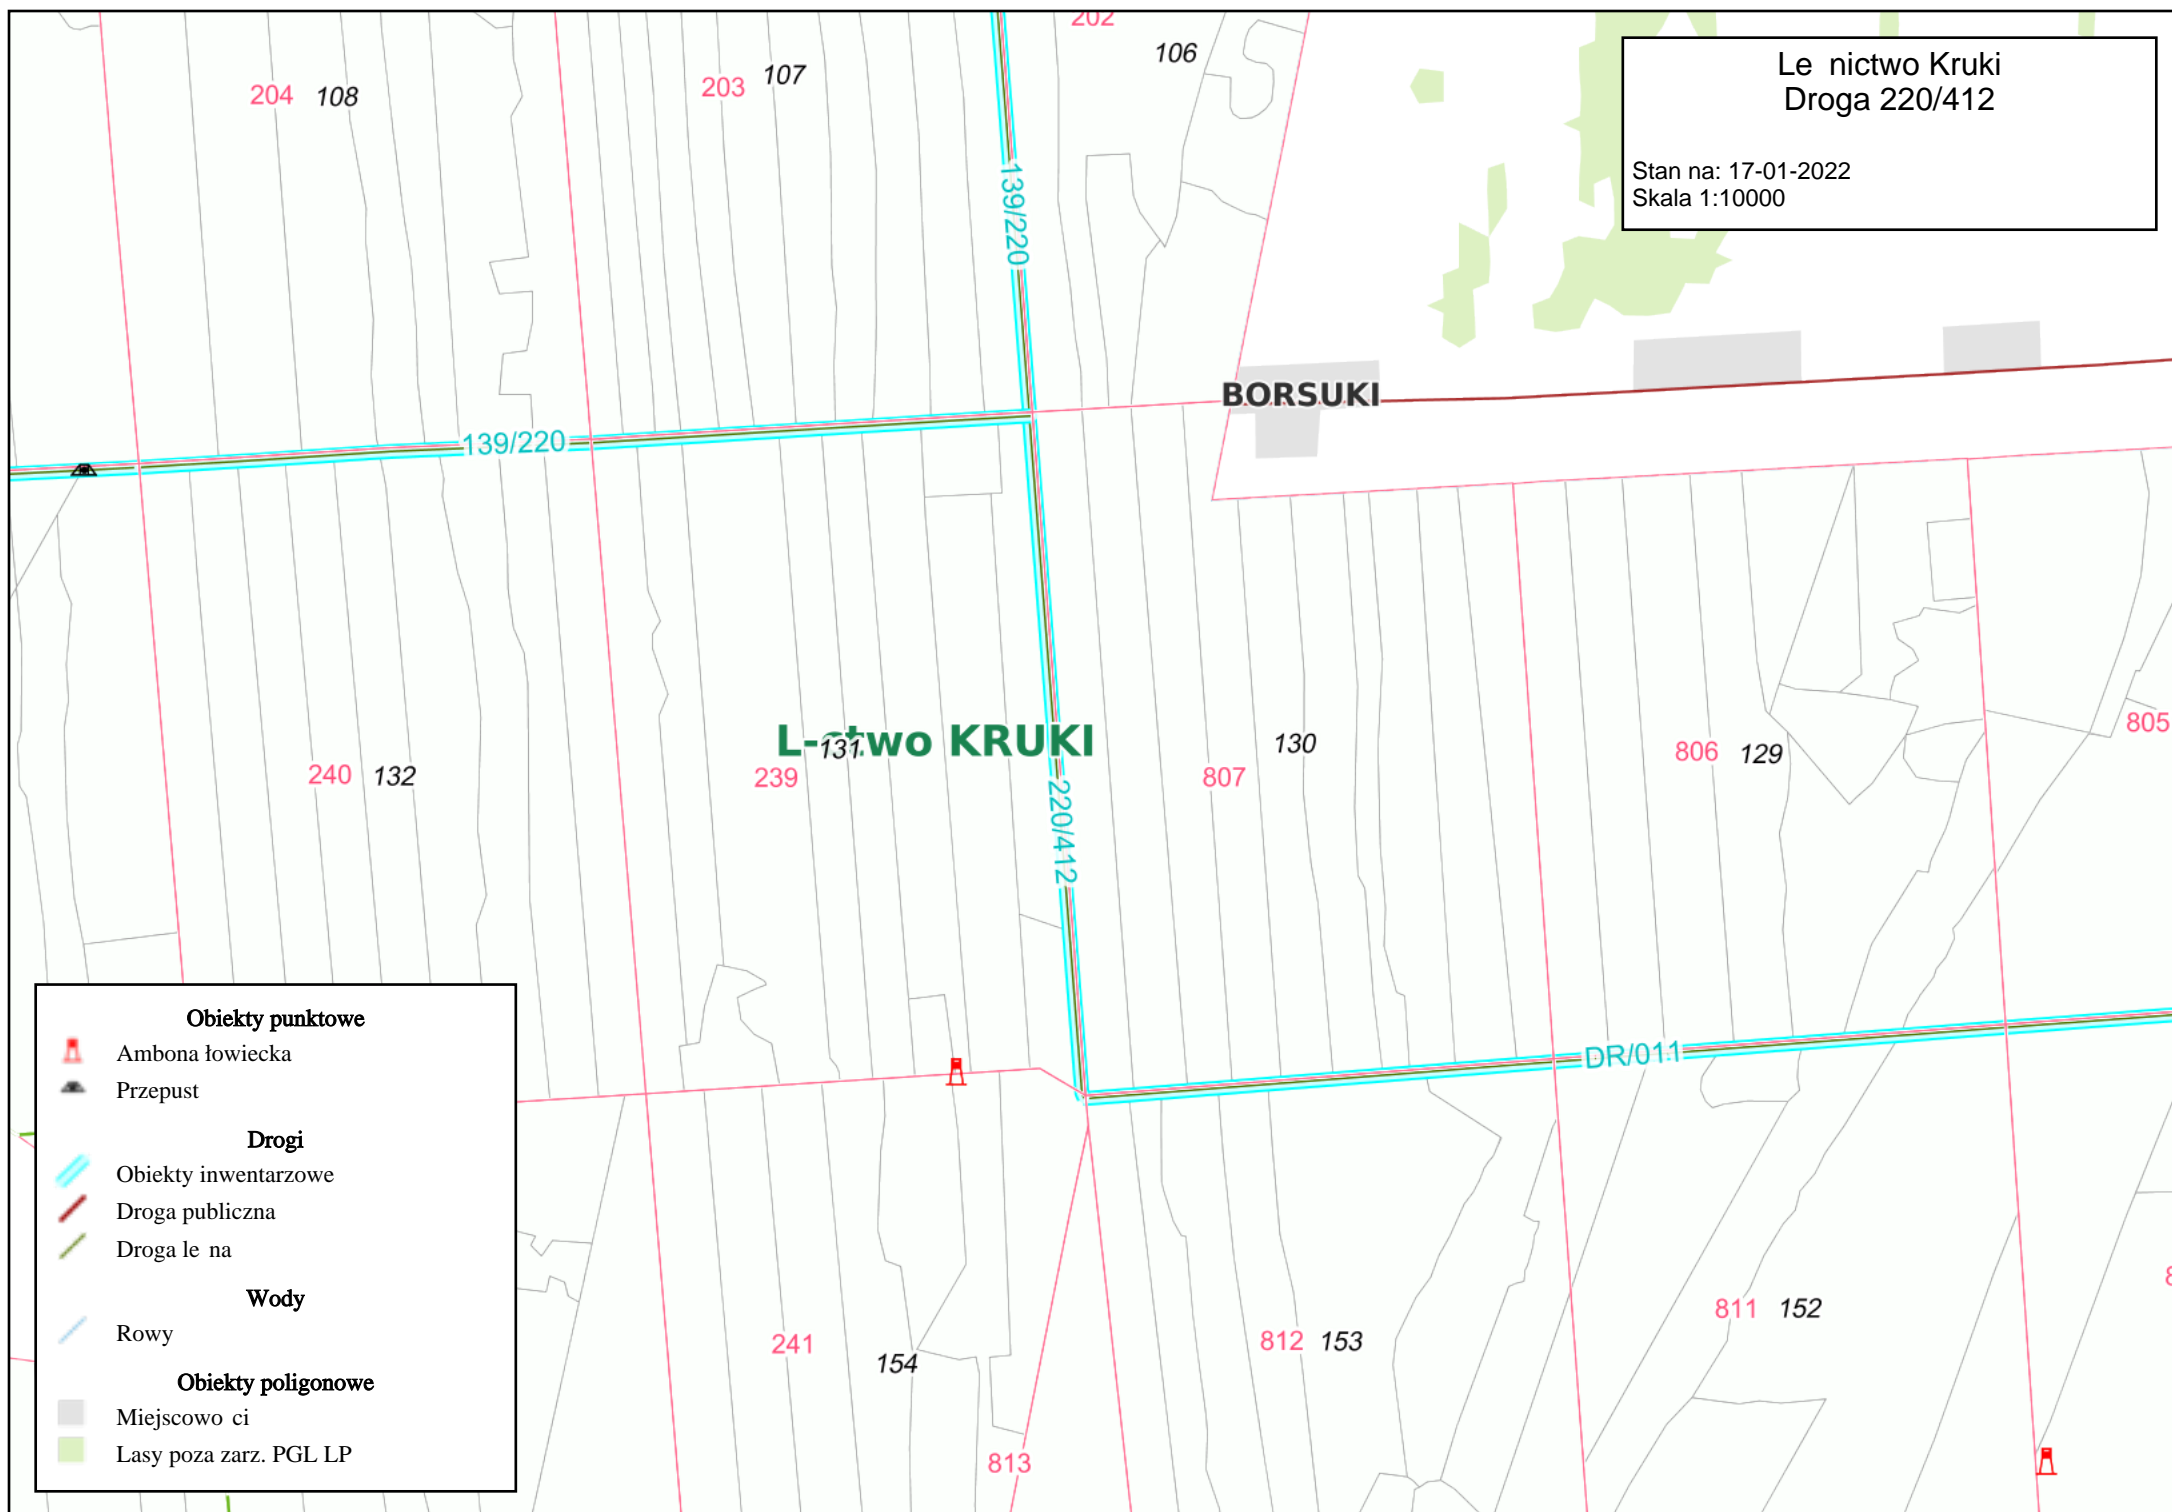 202
106
107
203
204 108
Le nictwo Kruki
Droga 220/412
Stan na: 17-01-2022
Skala 1:10000
139/220
BORSUKI
139/220
L-stwo KRUKI
131
130
805
806 129
240 132
239
807
220/412
DR/011
Obiekty punktowe
Ambona łowiecka
Przepust
Drogi
Obiekty inwentarzowe
Droga publiczna
Droga le na
Wody
Rowy
Obiekty poligonowe
Miejscowo ci
Lasy poza zarz. PGL LP
811 152
241
154
812 153
813